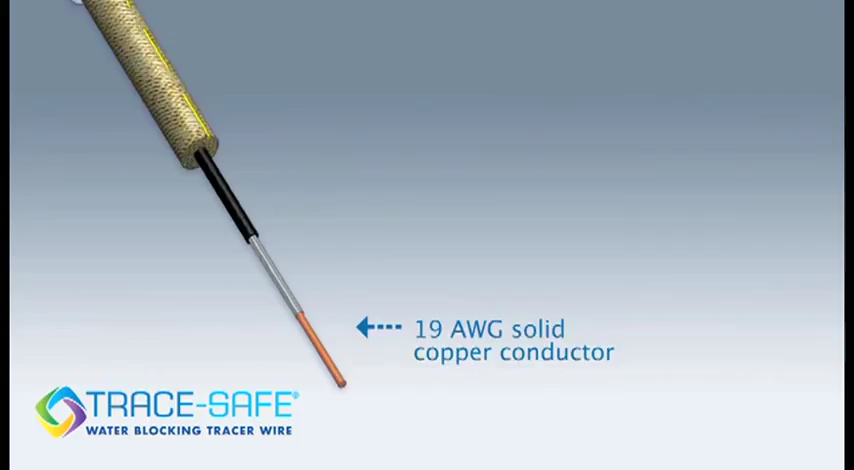 19 AWG solid
copper conductor
TRACE-SAFE®
WATER BLOCKING TRACER WIRE